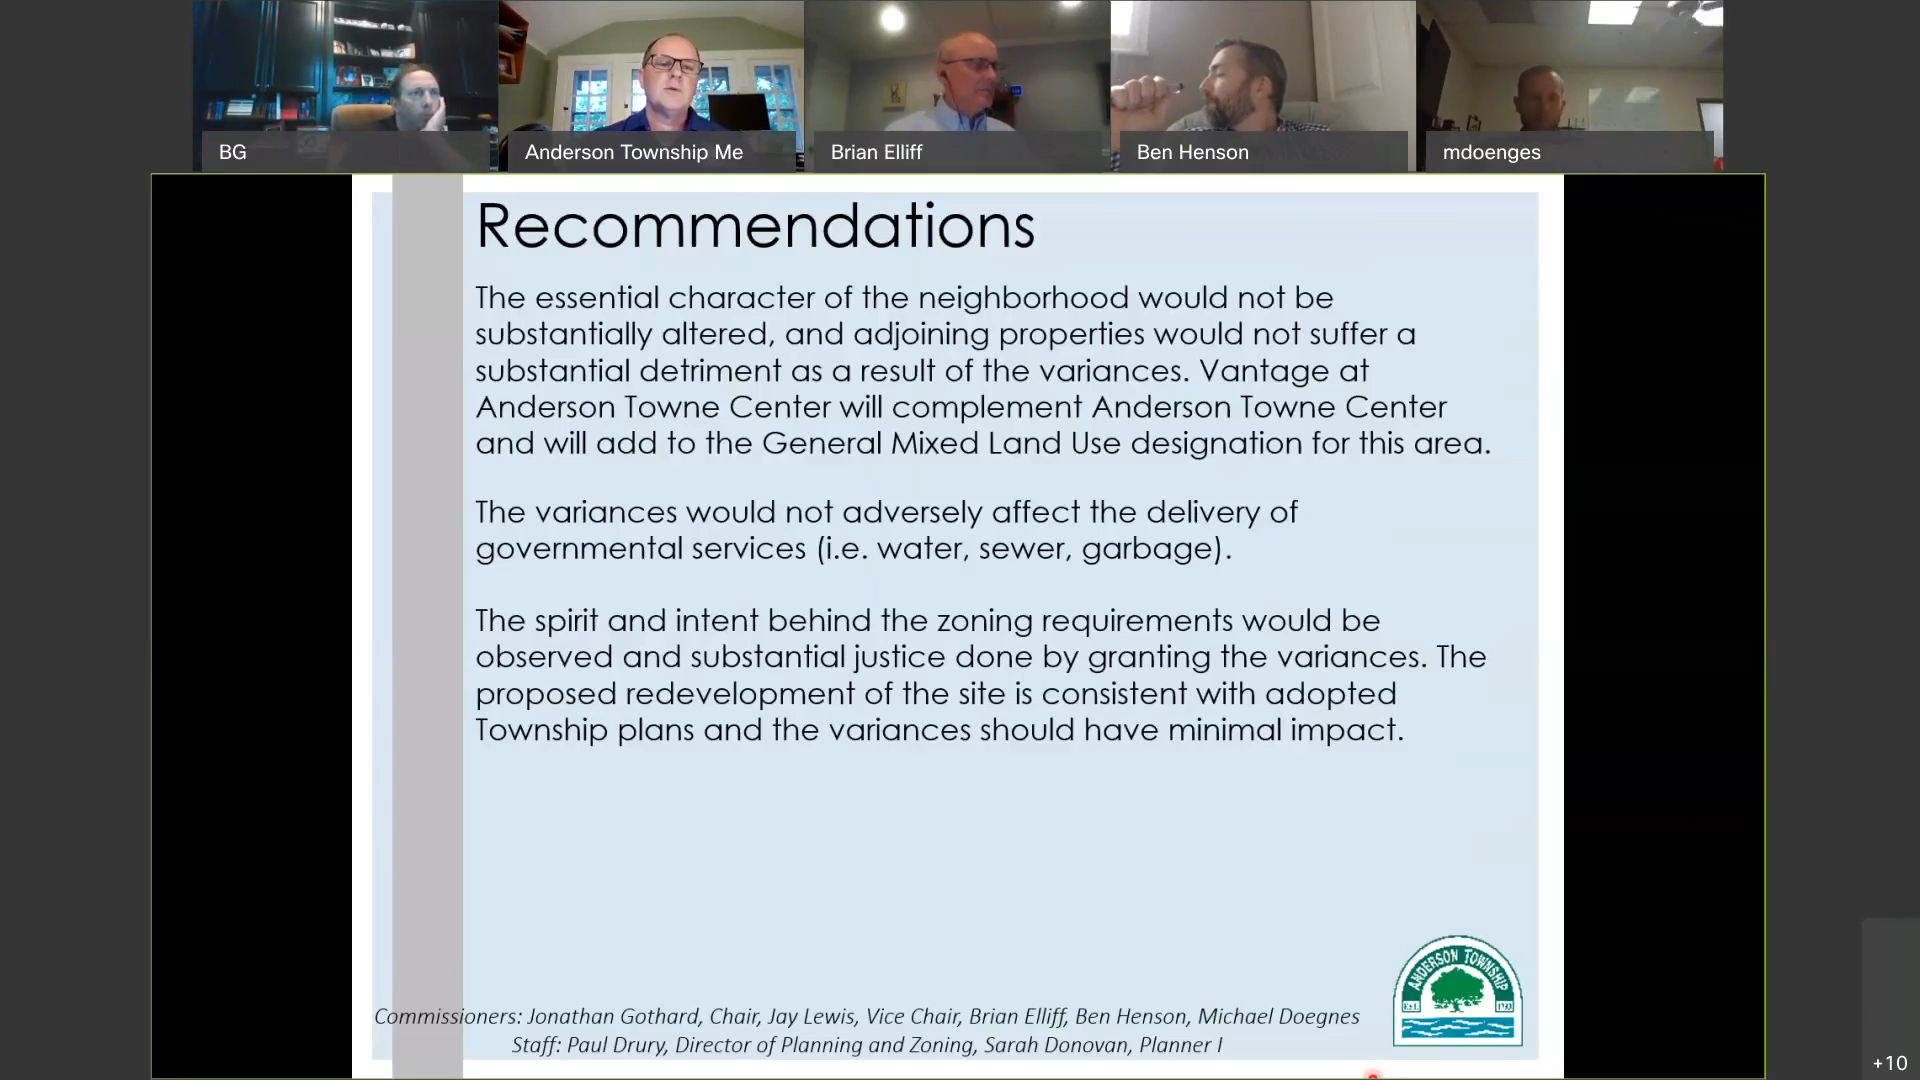 BG
Anderson Township Me
Brian Elliff
Ben Henson
mdoenges
Recommendations
The essential character of the neighborhood would not be
substantially altered, and adjoining properties would not suffer a
substantial detriment as a result of the variances. Vantage at
Anderson Towne Center will complement Anderson Towne Center
and will add to the General Mixed Land Use designation for this area.
The variances would not adversely affect the delivery of
governmental services (i.e. water, sewer, garbage).
The spirit and intent behind the zoning requirements would be
observed and substantial justice done by granting the variances. The
proposed redevelopment of the site is consistent with adopted
Township plans and the variances should have minimal impact.
ANDERSON TOWNSHIP
EST. 1793
Commissioners: Jonathan Gothard, Chair, Jay Lewis, Vice Chair, Brian Elliff, Ben Henson, Michael Doegnes
Staff: Paul Drury, Director of Planning and Zoning, Sarah Donovan, Planner I
+10